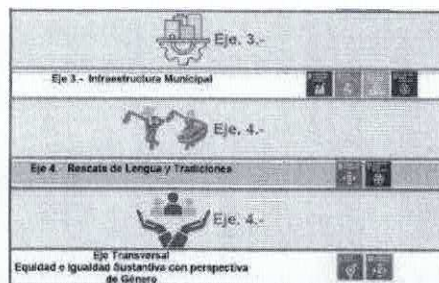 Eje. 3.-
Eje 3.- Infraestructura Municipal
Eje. 4.-
Eje 4.- Rescate de Lengua y Tradiciones
Eje. 4.-
Eje Transversal
Equidad e Igualdad Sustantiva con perspectiva
de Género